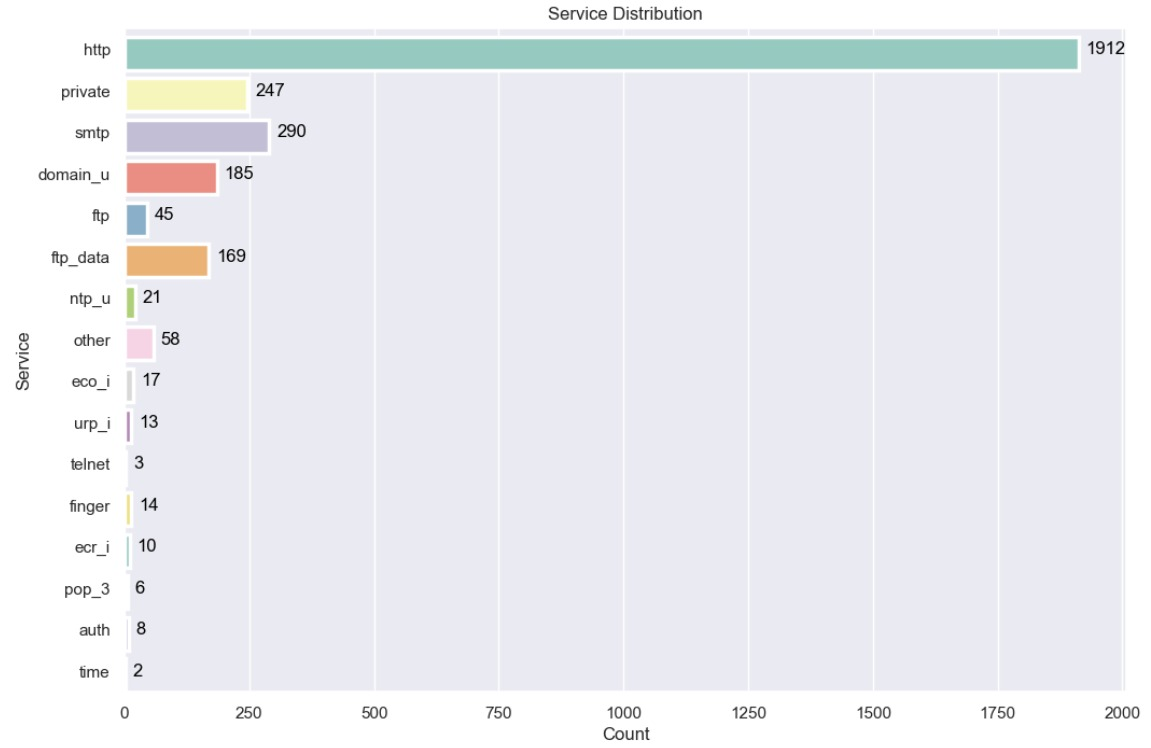 Service Distribution
http 1912
private 247
smtp 290
domain_u 185
ftp 45
ftp_data 169
ntp_u 21
other 58
Service
eco_i 17
urp_i 13
telnet 3
finger 14
ecr_i 10
pop_3 6
auth 8
time 2
0 250 500 750 1000 1250 1500 1750 2000
Count